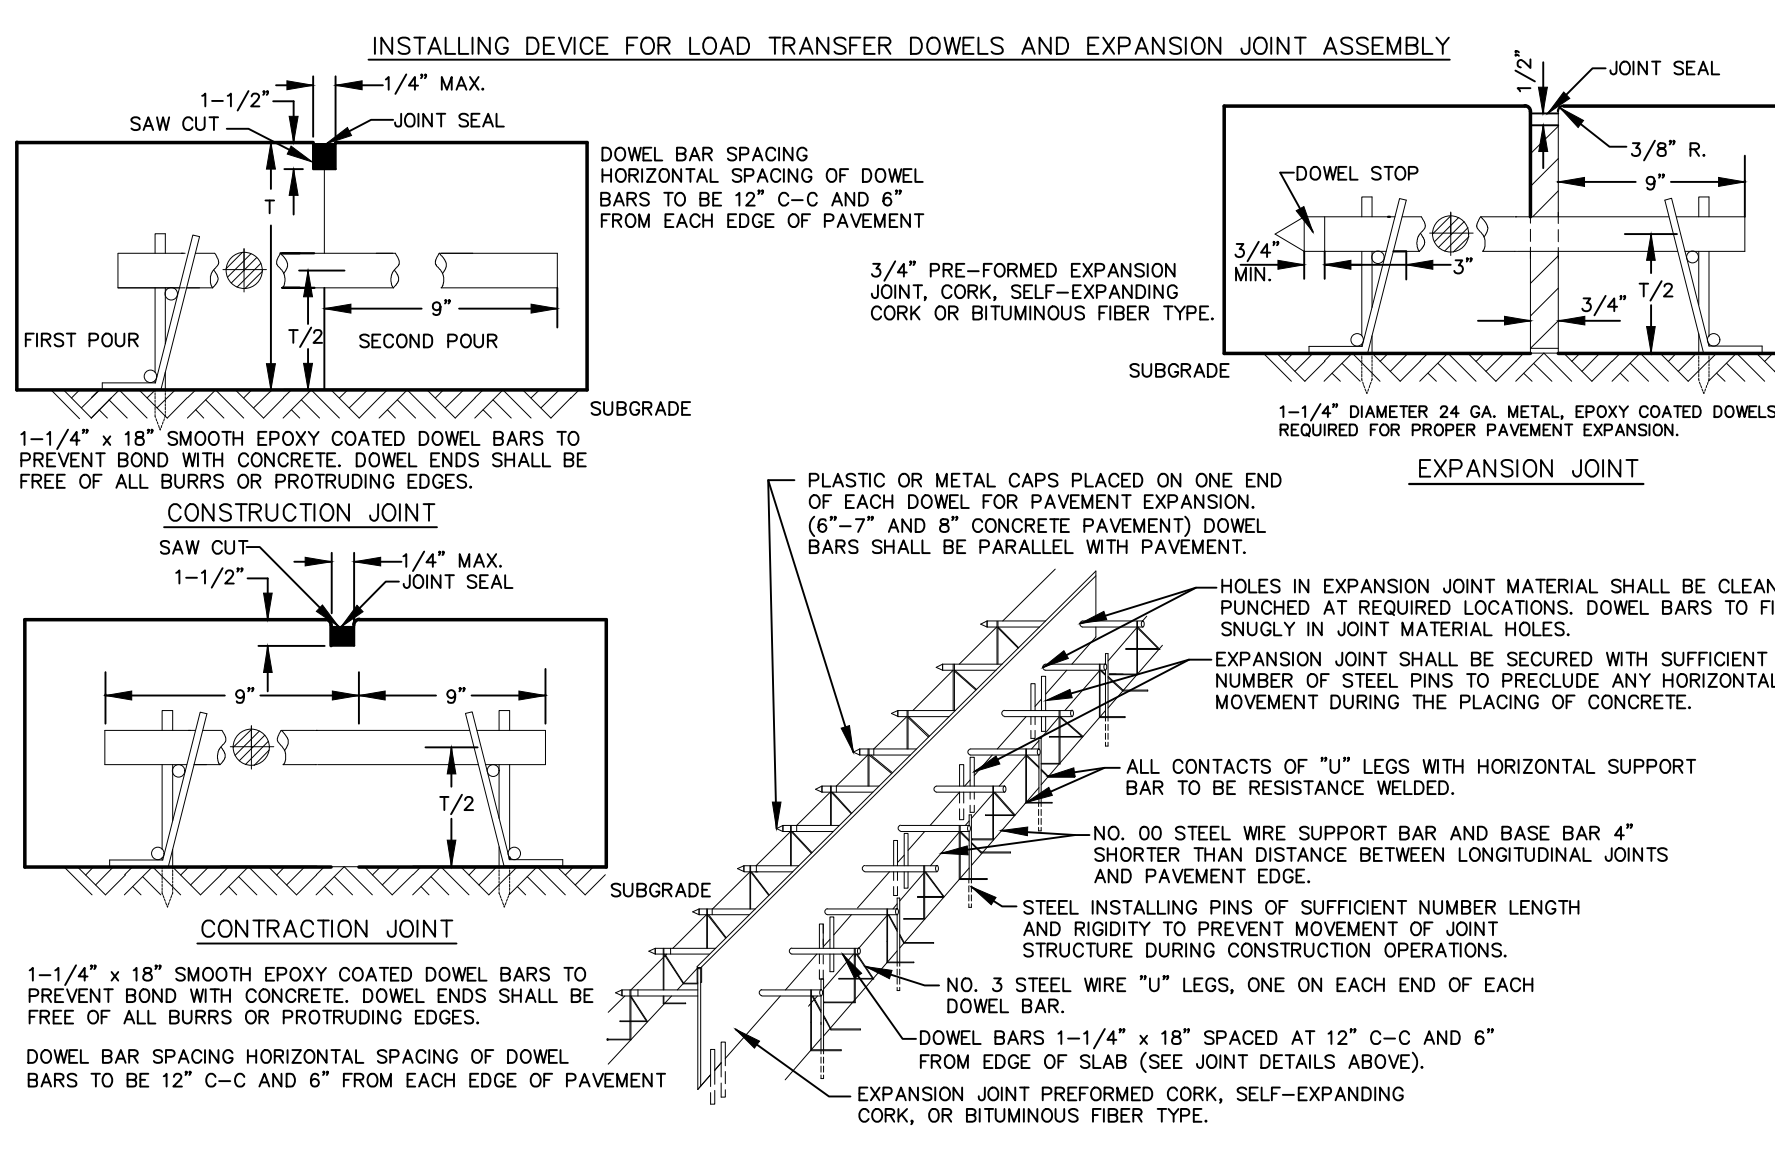 INSTALLING DEVICE FOR LOAD TRANSFER DOWELS AND EXPANSION JOINT ASSEMBLY
1/4" MAX.
1-1/2"
SAW CUT
JOINT SEAL
T
T/2
9"
FIRST POUR
SECOND POUR
SUBGRADE
DOWEL BAR SPACING
HORIZONTAL SPACING OF DOWEL
BARS TO BE 12" C-C AND 6"
FROM EACH EDGE OF PAVEMENT
1-1/4" x 18" SMOOTH EPOXY COATED DOWEL BARS TO
PREVENT BOND WITH CONCRETE. DOWEL ENDS SHALL BE
FREE OF ALL BURRS OR PROTRUDING EDGES.
CONSTRUCTION JOINT
1/2"
JOINT SEAL
3/8" R.
9"
DOWEL STOP
3/4"
MIN.
3"
T/2
3/4"
3/4" PRE-FORMED EXPANSION
JOINT, CORK, SELF-EXPANDING
CORK OR BITUMINOUS FIBER TYPE.
SUBGRADE
1-1/4" DIAMETER 24 GA. METAL, EPOXY COATED DOWELS
REQUIRED FOR PROPER PAVEMENT EXPANSION.
EXPANSION JOINT
SAW CUT
1/4" MAX.
1-1/2"
JOINT SEAL
9"
9"
T/2
SUBGRADE
CONTRACTION JOINT
1-1/4" x 18" SMOOTH EPOXY COATED DOWEL BARS TO
PREVENT BOND WITH CONCRETE. DOWEL ENDS SHALL BE
FREE OF ALL BURRS OR PROTRUDING EDGES.
DOWEL BAR SPACING HORIZONTAL SPACING OF DOWEL
BARS TO BE 12" C-C AND 6" FROM EACH EDGE OF PAVEMENT
PLASTIC OR METAL CAPS PLACED ON ONE END
OF EACH DOWEL FOR PAVEMENT EXPANSION.
(6"-7" AND 8" CONCRETE PAVEMENT) DOWEL
BARS SHALL BE PARALLEL WITH PAVEMENT.
HOLES IN EXPANSION JOINT MATERIAL SHALL BE CLEAN
PUNCHED AT REQUIRED LOCATIONS. DOWEL BARS TO FI
SNUGLY IN JOINT MATERIAL HOLES.
EXPANSION JOINT SHALL BE SECURED WITH SUFFICIENT
NUMBER OF STEEL PINS TO PRECLUDE ANY HORIZONTAL
MOVEMENT DURING THE PLACING OF CONCRETE.
ALL CONTACTS OF "U" LEGS WITH HORIZONTAL SUPPORT
BAR TO BE RESISTANCE WELDED.
NO. 00 STEEL WIRE SUPPORT BAR AND BASE BAR 4"
SHORTER THAN DISTANCE BETWEEN LONGITUDINAL JOINTS
AND PAVEMENT EDGE.
STEEL INSTALLING PINS OF SUFFICIENT NUMBER LENGTH
AND RIGIDITY TO PREVENT MOVEMENT OF JOINT
STRUCTURE DURING CONSTRUCTION OPERATIONS.
NO. 3 STEEL WIRE "U" LEGS, ONE ON EACH END OF EACH
DOWEL BAR.
DOWEL BARS 1-1/4" x 18" SPACED AT 12" C-C AND 6"
FROM EDGE OF SLAB (SEE JOINT DETAILS ABOVE).
EXPANSION JOINT PREFORMED CORK, SELF-EXPANDING
CORK, OR BITUMINOUS FIBER TYPE.